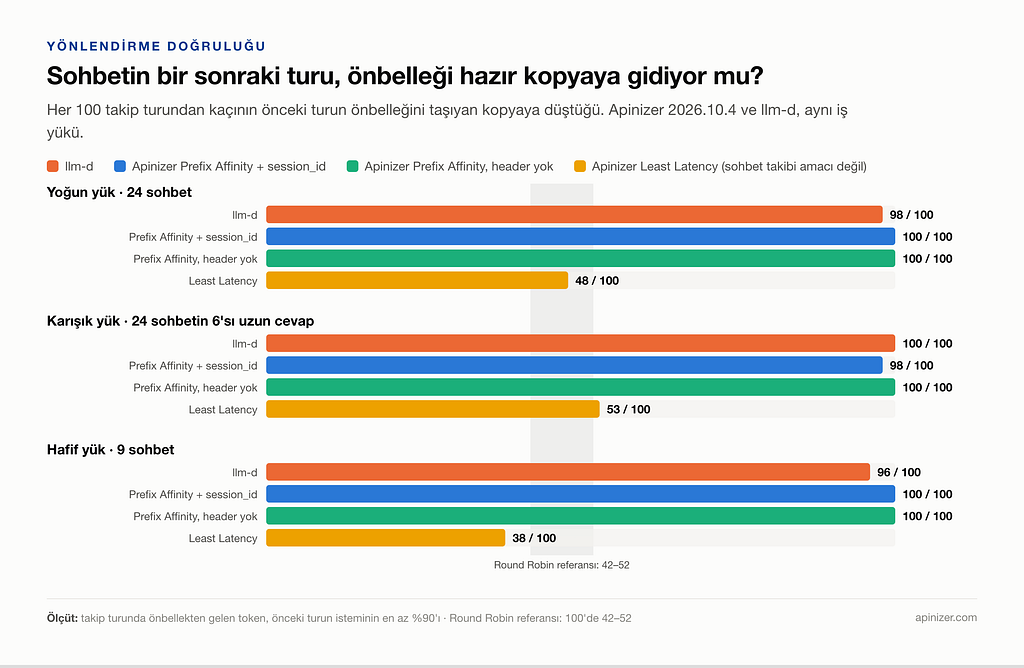 YÖNLENDİRME DOĞRULUĞU
Sohbetin bir sonraki turu, önbelleği hazır kopyaya gidiyor mu?
Her 100 takip turundan kaçının önceki turun önbelleğini taşıyan kopyaya düştüğü. Apinizer 2026.10.4 ve llm-d, aynı iş
yükü.
llm-d
Apinizer Prefix Affinity + session_id
Apinizer Prefix Affinity, header yok
Apinizer Least Latency (sohbet takibi amacı değil)
Yoğun yük · 24 sohbet
llm-d 98 / 100
Prefix Affinity + session_id 100 / 100
Prefix Affinity, header yok 100 / 100
Least Latency 48 / 100
Karışık yük · 24 sohbetin 6'sı uzun cevap
llm-d 100 / 100
Prefix Affinity + session_id 98 / 100
Prefix Affinity, header yok 100 / 100
Least Latency 53 / 100
Hafif yük · 9 sohbet
llm-d 96 / 100
Prefix Affinity + session_id 100 / 100
Prefix Affinity, header yok 100 / 100
Least Latency 38 / 100
Round Robin referansı: 42–52
Ölçüt: takip turunda önbellekten gelen token, önceki turun isteminin en az %90'ı · Round Robin referansı: 100'de 42–52
apinizer.com